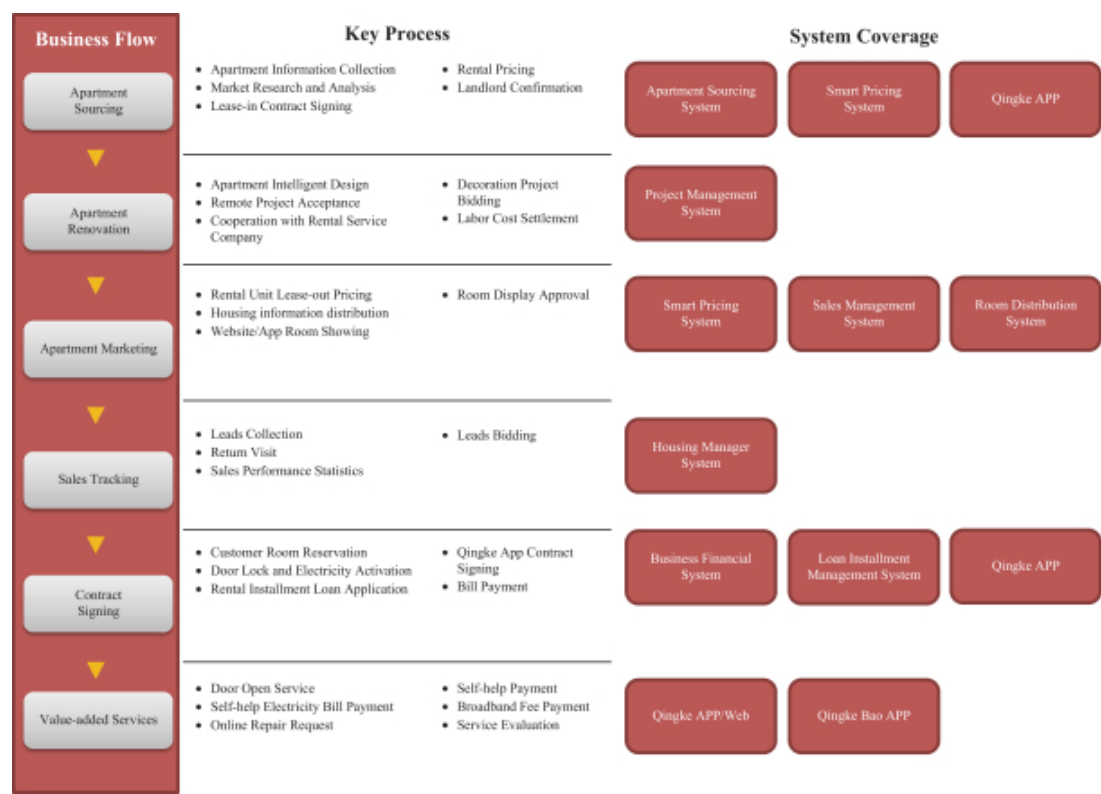 Business Flow
Key Process
System Coverage
Apartment
Sourcing
• Apartment Information Collection
• Market Research and Analysis
• Lease-in Contract Signing
• Rental Pricing
• Landlord Confirmation
Apartment Sourcing
System
Smart Pricing
System
Qingke APP
Apartment
Renovation
• Apartment Intelligent Design
• Remote Project Acceptance
• Cooperation with Rental Service
Company
• Decoration Project
Bidding
• Labor Cost Settlement
Project Management
System
Apartment Marketing
• Rental Unit Lease-out Pricing
• Housing information distribution
• Website/App Room Showing
• Room Display Approval
Smart Pricing
System
Sales Management
System
Room Distribution
System
Sales Tracking
• Leads Collection
• Return Visit
• Sales Performance Statistics
• Leads Bidding
Housing Manager
System
Contract
Signing
• Customer Room Reservation
• Door Lock and Electricity Activation
• Rental Installment Loan Application
• Qingke App Contract
Signing
• Bill Payment
Business Financial
System
Loan Installment
Management System
Qingke APP
Value-added Services
• Door Open Service
• Self-help Electricity Bill Payment
• Online Repair Request
• Self-help Payment
• Broadband Fee Payment
• Service Evaluation
Qingke APP/Web
Qingke Bao APP